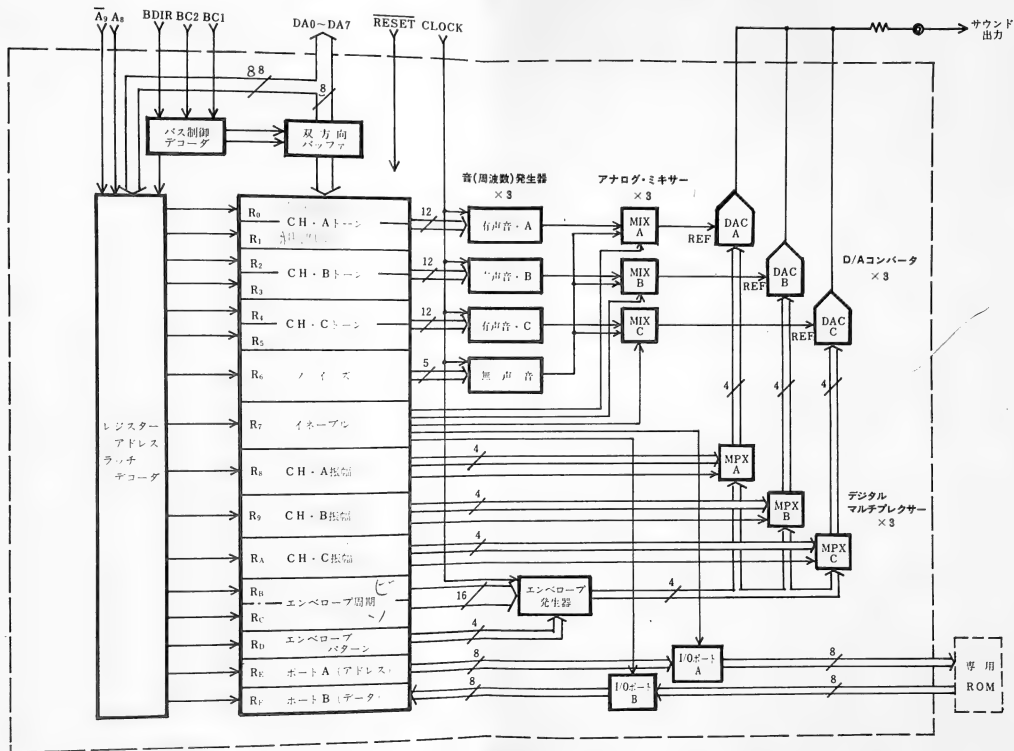 A̅9 A8 BDIR BC2 BC1 DA0〜DA7 R̅E̅S̅E̅T̅ CLOCK
サウンド
出力
8 8
8
バス制御
デコーダ
双方向
バッファ
音(周波数)発生器
×3
アナログ・ミキサー
×3
R0
CH・Aトーン
R1
12
有声音・A
MIX
A
REF
DAC
A
R2
CH・Bトーン
R3
12
有声音・B
MIX
B
REF
DAC
B
D/Aコンバータ
×3
R4
CH・Cトーン
R5
12
有声音・C
MIX
C
REF
DAC
C
R6 ノイズ
5
無声音
4
4
4
レジスター
アドレス
ラッチ
デコーダ
R7 イネーブル
R8 CH・A振幅
4
MPX
A
R9 CH・B振幅
4
MPX
B
デジタル
マルチプレクサー
×3
RA CH・C振幅
4
MPX
C
RB
エンベロープ周期
RC
16
エンベロープ
発生器
4
RD エンベロープ
パターン
4
RE ポートA(アドレス)
8
I/Oポート
A
8
RF ポートB(データ)
8
I/Oポート
B
8
専用
ROM